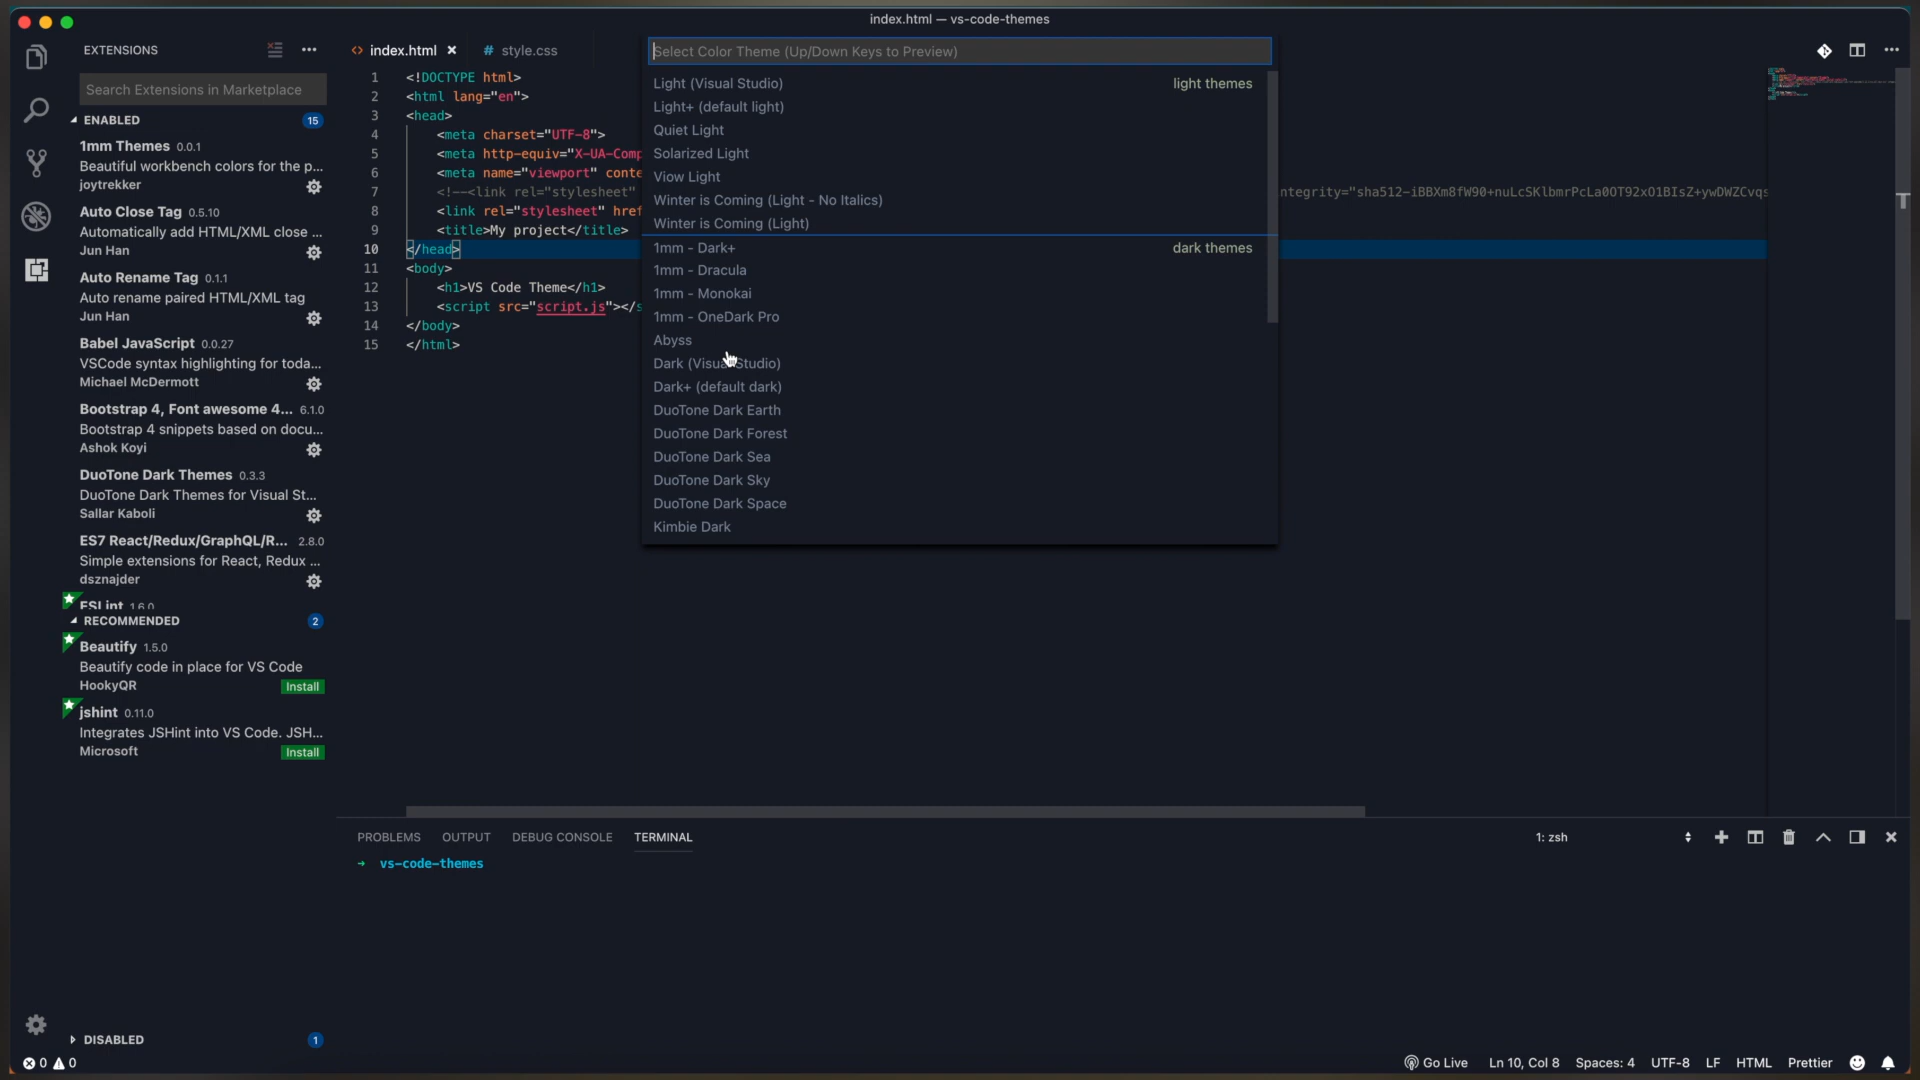 index.html — vs-code-themes
EXTENSIONS
Search Extensions in Marketplace
ENABLED 15
1mm Themes 0.0.1
Beautiful workbench colors for the p...
joytrekker
Auto Close Tag 0.5.10
Automatically add HTML/XML close ...
Jun Han
Auto Rename Tag 0.1.1
Auto rename paired HTML/XML tag
Jun Han
Babel JavaScript 0.0.27
VSCode syntax highlighting for toda...
Michael McDermott
Bootstrap 4, Font awesome 4... 6.1.0
Bootstrap 4 snippets based on docu...
Ashok Koyi
DuoTone Dark Themes 0.3.3
DuoTone Dark Themes for Visual St...
Sallar Kaboli
ES7 React/Redux/GraphQL/R... 2.8.0
Simple extensions for React, Redux ...
dsznajder
ESLint 1.6.0
RECOMMENDED 2
Beautify 1.5.0
Beautify code in place for VS Code
HookyQR Install
jshint 0.11.0
Integrates JSHint into VS Code. JSH...
Microsoft Install
DISABLED 1
<> index.html × # style.css
1 <!DOCTYPE html>
2 <html lang="en">
3 <head>
4 <meta charset="UTF-8">
5 <meta http-equiv="X-UA-Comp
6 <meta name="viewport" conte
7 <!--<link rel="stylesheet" ntegrity="sha512-iBBXm8fW90+nuLcSKlbmrPcLa0OT92xO1BIsZ+ywDWZCvqs
8 <link rel="stylesheet" href
9 <title>My project</title>
10 </head>
11 <body>
12 <h1>VS Code Theme</h1>
13 <script src="script.js"></s
14 </body>
15 </html>
Select Color Theme (Up/Down Keys to Preview)
Light (Visual Studio) light themes
Light+ (default light)
Quiet Light
Solarized Light
Viow Light
Winter is Coming (Light - No Italics)
Winter is Coming (Light)
1mm - Dark+ dark themes
1mm - Dracula
1mm - Monokai
1mm - OneDark Pro
Abyss
Dark (Visual Studio)
Dark+ (default dark)
DuoTone Dark Earth
DuoTone Dark Forest
DuoTone Dark Sea
DuoTone Dark Sky
DuoTone Dark Space
Kimbie Dark
PROBLEMS OUTPUT DEBUG CONSOLE TERMINAL 1: zsh
→ vs-code-themes
0 0 Go Live Ln 10, Col 8 Spaces: 4 UTF-8 LF HTML Prettier